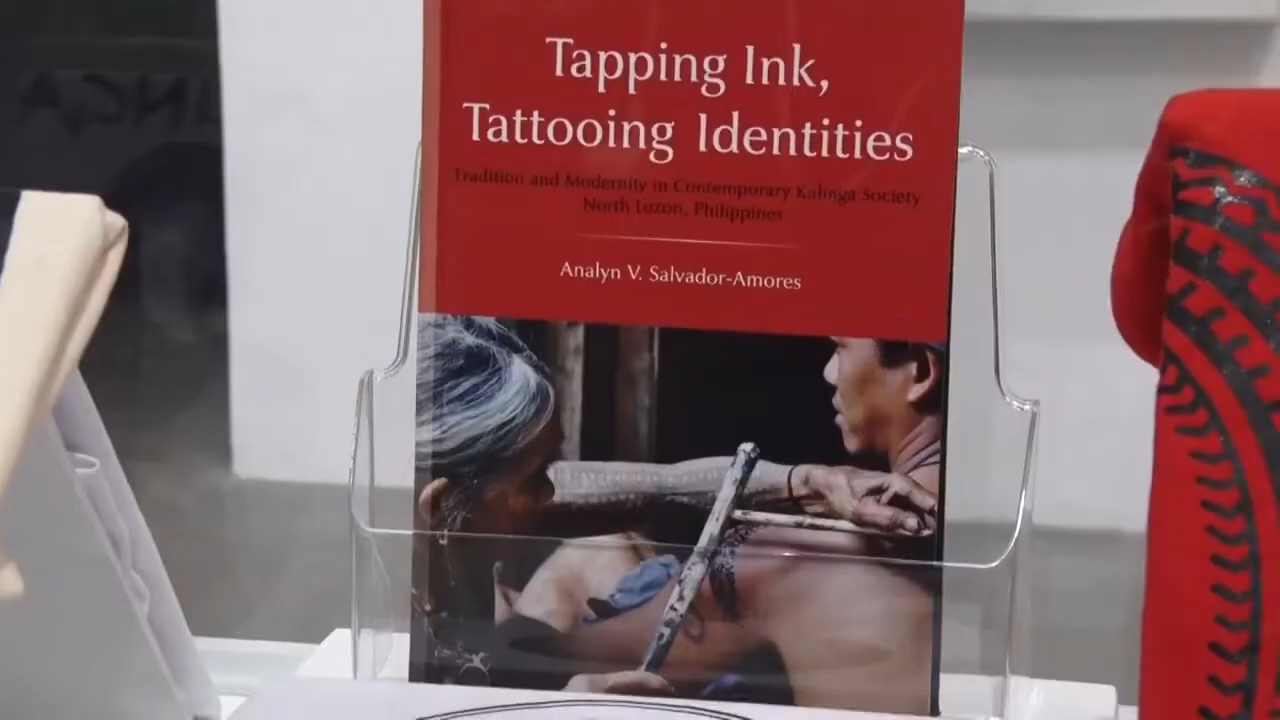 Tapping Ink,
Tattooing Identities
Tradition and Modernity in Contemporary Kalinga Society
North Luzon, Philippines
Analyn V. Salvador-Amores